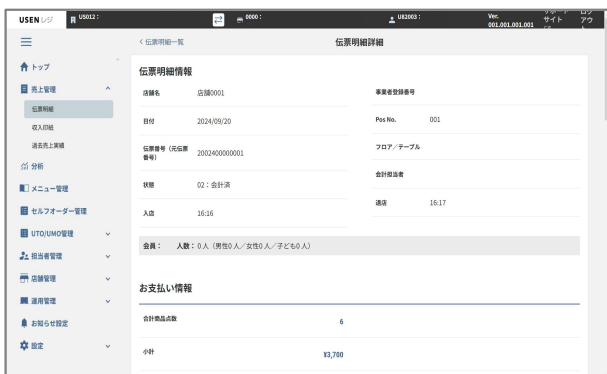 USEN レジ
US012：
0000：
U82003：
Ver.
001.001.001.001
サイト
アウ
＜ 伝票明細一覧
伝票明細詳細
トップ
売上管理
伝票明細
収入印紙
過去売上実績
分析
メニュー管理
セルフオーダー管理
UTO/UMO管理
担当者管理
店舗管理
運用管理
お知らせ設定
設定
伝票明細情報
店舗名 店舗0001
事業者登録番号
日付 2024/09/20
Pos No. 001
伝票番号（元伝票
番号） 2002400000001
フロア／テーブル
状態 02：会計済
会計担当者
入店 16:16
退店 16:17
会員： 人数：0人（男性0人／女性0人／子ども0人）
お支払い情報
合計商品点数 6
小計 ¥3,700